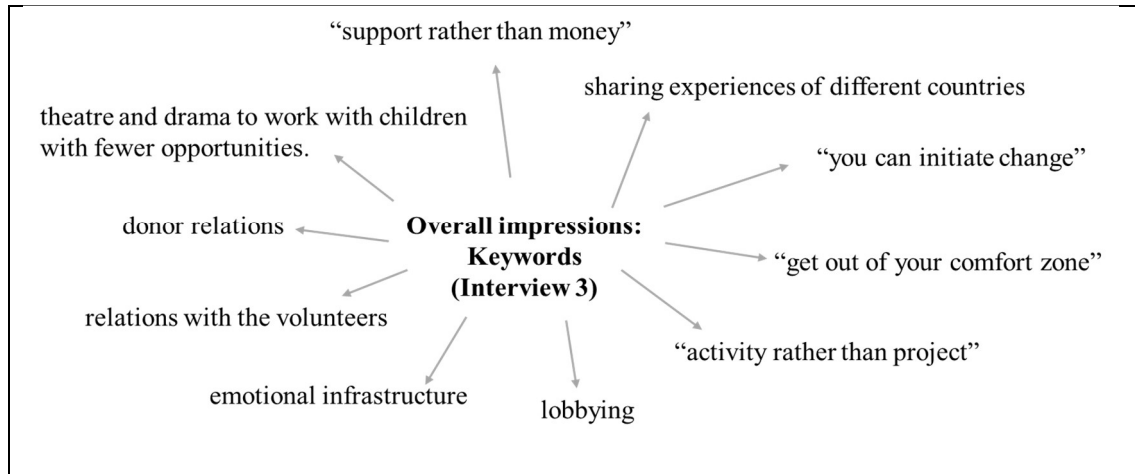 “support rather than money”
sharing experiences of different countries
theatre and drama to work with children
with fewer opportunities.
“you can initiate change”
donor relations
Overall impressions:
Keywords
(Interview 3)
“get out of your comfort zone”
relations with the volunteers
“activity rather than project”
emotional infrastructure
lobbying